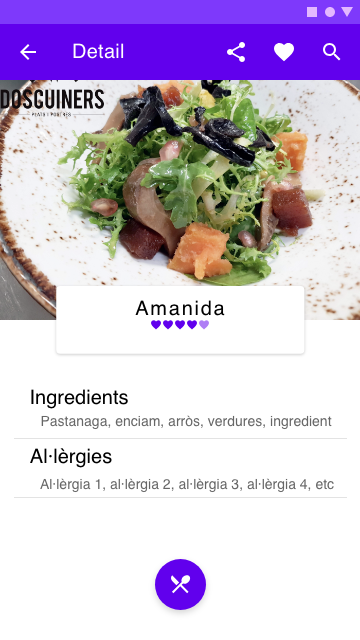 Detail
DOSCUINERS
PLATS I POSTRES
Amanida
Ingredients
Pastanaga, enciam, arròs, verdures, ingredient
Al·lèrgies
Al·lèrgia 1, al·lèrgia 2, al·lèrgia 3, al·lèrgia 4, etc